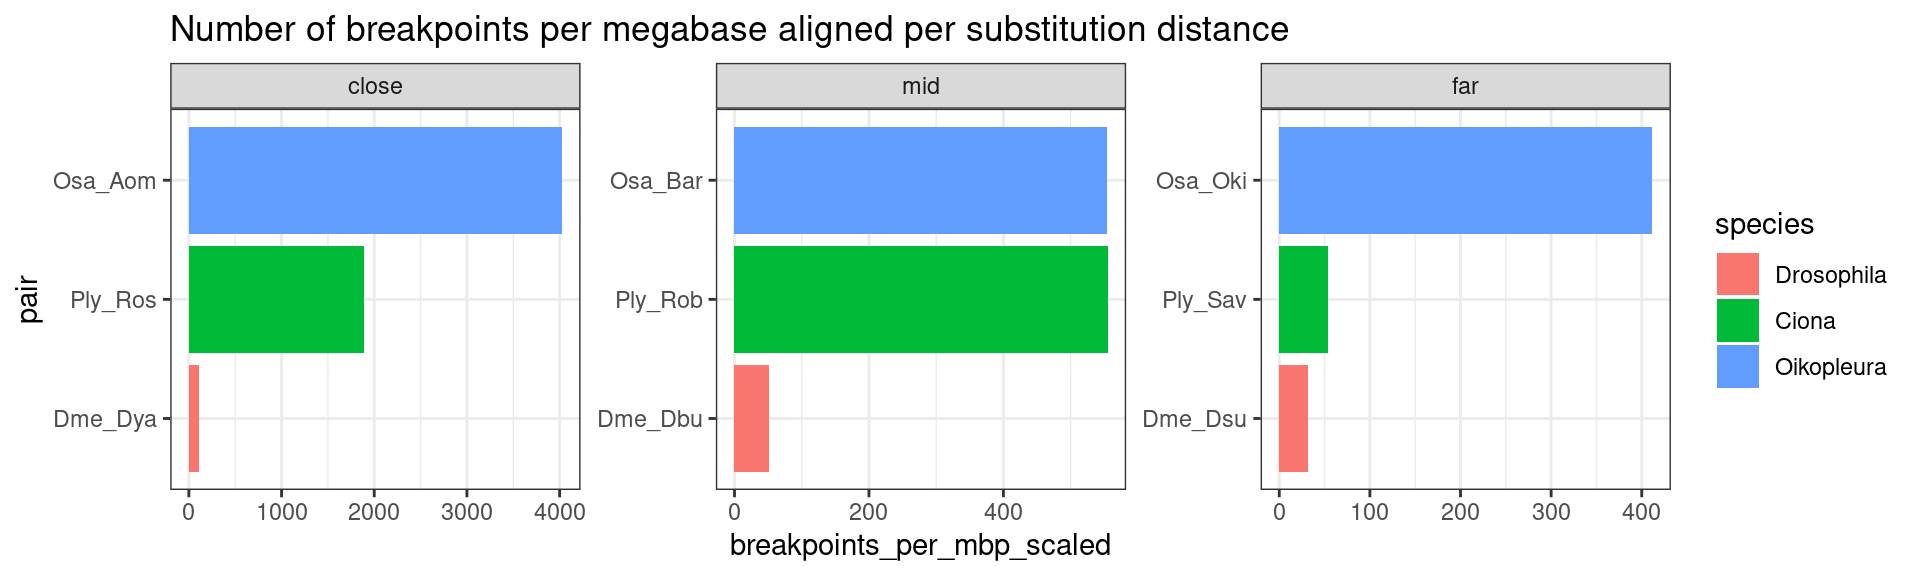 Number of breakpoints per megabase aligned per substitution distance
close
mid
far
pair
Osa_Aom
Ply_Ros
Dme_Dya
0 1000 2000 3000 4000
Osa_Bar
Ply_Rob
Dme_Dbu
0 200 400
Osa_Oki
Ply_Sav
Dme_Dsu
0 100 200 300 400
breakpoints_per_mbp_scaled
species
Drosophila
Ciona
Oikopleura